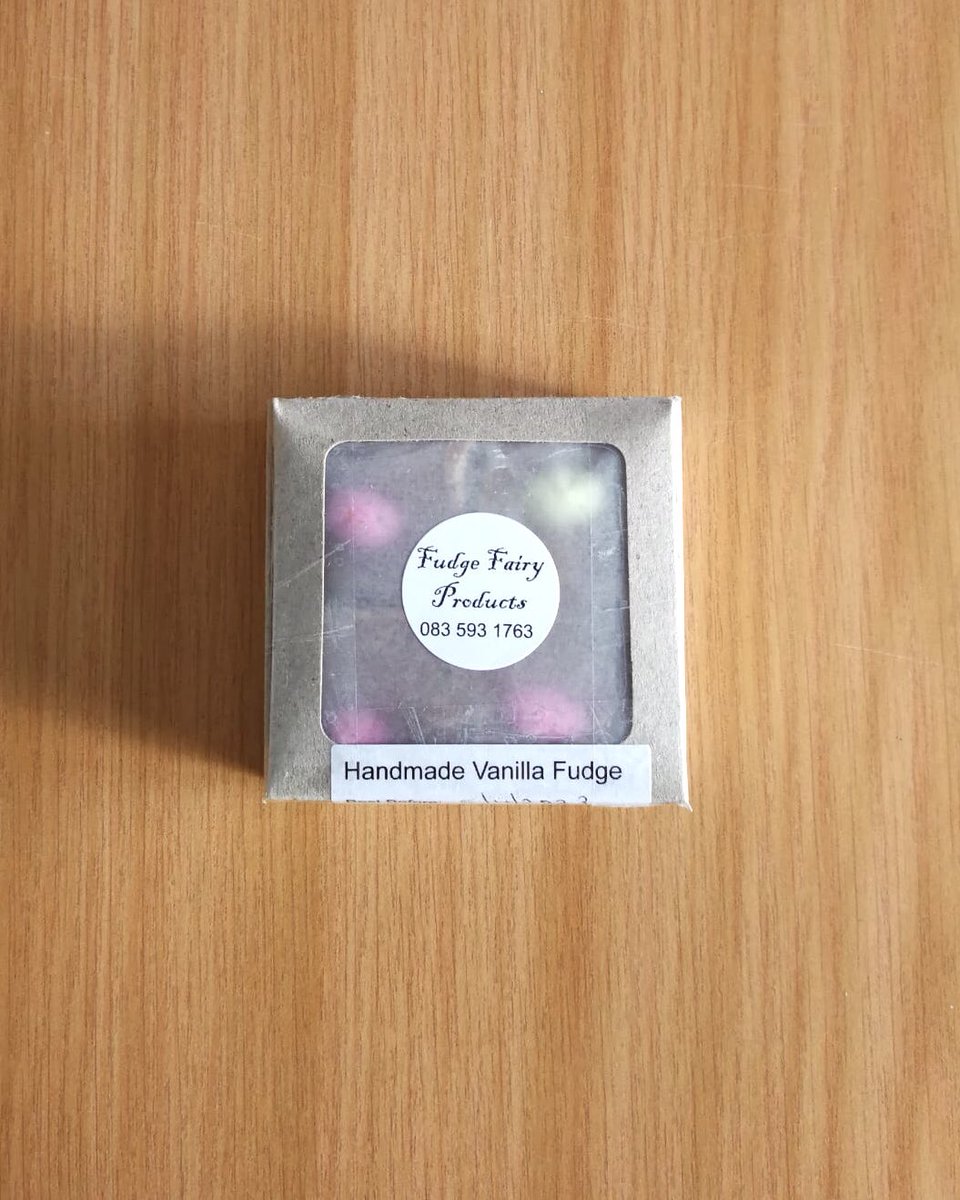 Fudge Fairy
Products
083 593 1763
Handmade Vanilla Fudge